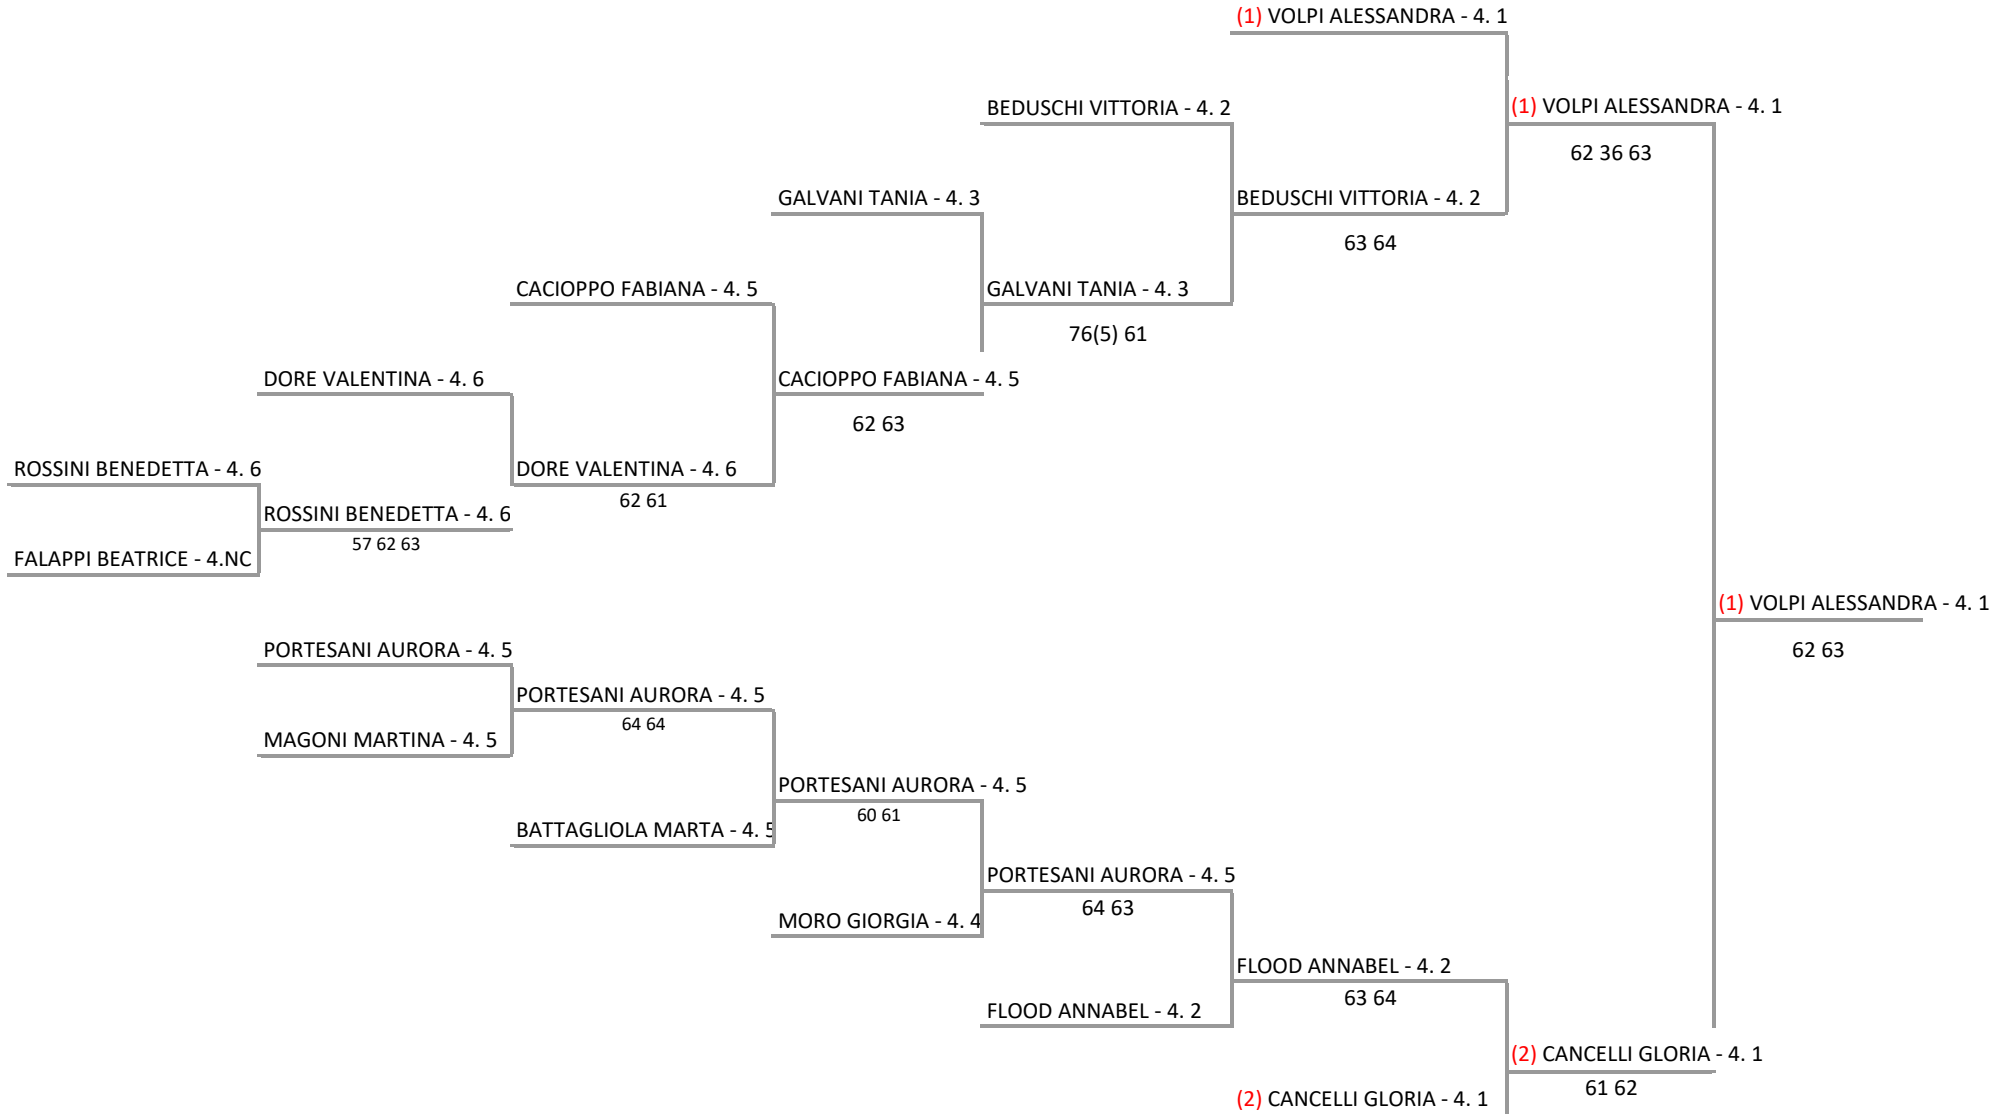 (1) VOLPI ALESSANDRA - 4. 1
BEDUSCHI VITTORIA - 4. 2
(1) VOLPI ALESSANDRA - 4. 1
62 36 63
GALVANI TANIA - 4. 3
BEDUSCHI VITTORIA - 4. 2
63 64
CACIOPPO FABIANA - 4. 5
GALVANI TANIA - 4. 3
76(5) 61
DORE VALENTINA - 4. 6
CACIOPPO FABIANA - 4. 5
62 63
ROSSINI BENEDETTA - 4. 6
DORE VALENTINA - 4. 6
62 61
ROSSINI BENEDETTA - 4. 6
57 62 63
FALAPPI BEATRICE - 4.NC
(1) VOLPI ALESSANDRA - 4. 1
62 63
PORTESANI AURORA - 4. 5
PORTESANI AURORA - 4. 5
64 64
MAGONI MARTINA - 4. 5
PORTESANI AURORA - 4. 5
60 61
BATTAGLIOLA MARTA - 4. 5
PORTESANI AURORA - 4. 5
64 63
MORO GIORGIA - 4. 4
FLOOD ANNABEL - 4. 2
63 64
FLOOD ANNABEL - 4. 2
(2) CANCELLI GLORIA - 4. 1
61 62
(2) CANCELLI GLORIA - 4. 1